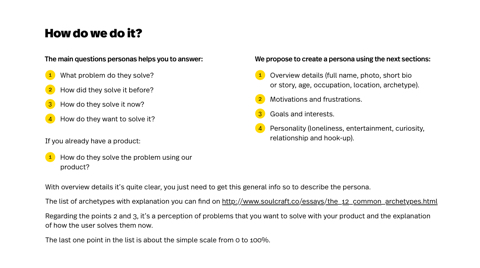 How do we do it?
The main questions personas helps you to answer:
1 What problem do they solve?
2 How did they solve it before?
3 How do they solve it now?
4 How do they want to solve it?
If you already have a product:
1 How do they solve the problem using our
product?
We propose to create a persona using the next sections:
1 Overview details (full name, photo, short bio
or story, age, occupation, location, archetype).
2 Motivations and frustrations.
3 Goals and interests.
4 Personality (loneliness, entertainment, curiosity,
relationship and hook-up).
With overview details it's quite clear, you just need to get this general info so to describe the persona.
The list of archetypes with explanation you can find on http://www.soulcraft.co/essays/the_12_common_archetypes.html
Regarding the points 2 and 3, it's a perception of problems that you want to solve with your product and the explanation
of how the user solves them now.
The last one point in the list is about the simple scale from 0 to 100%.